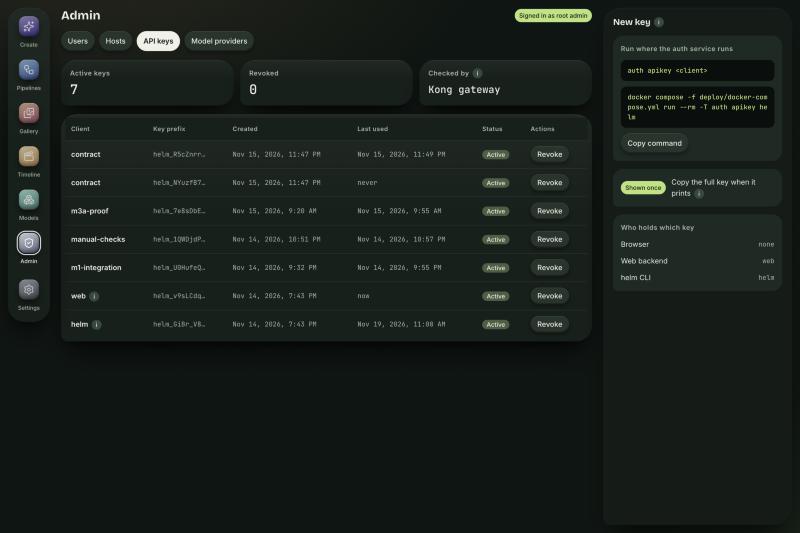 Create
Pipelines
Gallery
Timeline
Models
Admin
Settings
Admin
Signed in as root admin
Users
Hosts
API keys
Model providers
Active keys
7
Revoked
0
Checked by i
Kong gateway
Client Key prefix Created Last used Status Actions
contract helm_R5cZnrr… Nov 15, 2026, 11:47 PM Nov 15, 2026, 11:49 PM Active Revoke
contract helm_NYuzfB7… Nov 15, 2026, 11:47 PM never Active Revoke
m3a-proof helm_7e8sDbE… Nov 15, 2026, 9:20 AM Nov 15, 2026, 9:55 AM Active Revoke
manual-checks helm_1QWDjdP… Nov 14, 2026, 10:51 PM Nov 14, 2026, 10:57 PM Active Revoke
m1-integration Nov 14, 2026, 9:32 PM Nov 14, 2026, 9:55 PM Active Revoke
web i helm_v9sLCdq… Nov 14, 2026, 7:43 PM now Active Revoke
helm i helm_GiBr_V8… Nov 14, 2026, 7:43 PM Nov 19, 2026, 11:08 AM Active Revoke
New key i
Run where the auth service runs
auth apikey <client>
docker compose -f deploy/docker-com
pose.yml run --rm -T auth apikey he
lm
Copy command
Shown once
Copy the full key when it
prints i
Who holds which key
Browser none
Web backend web
helm CLI helm